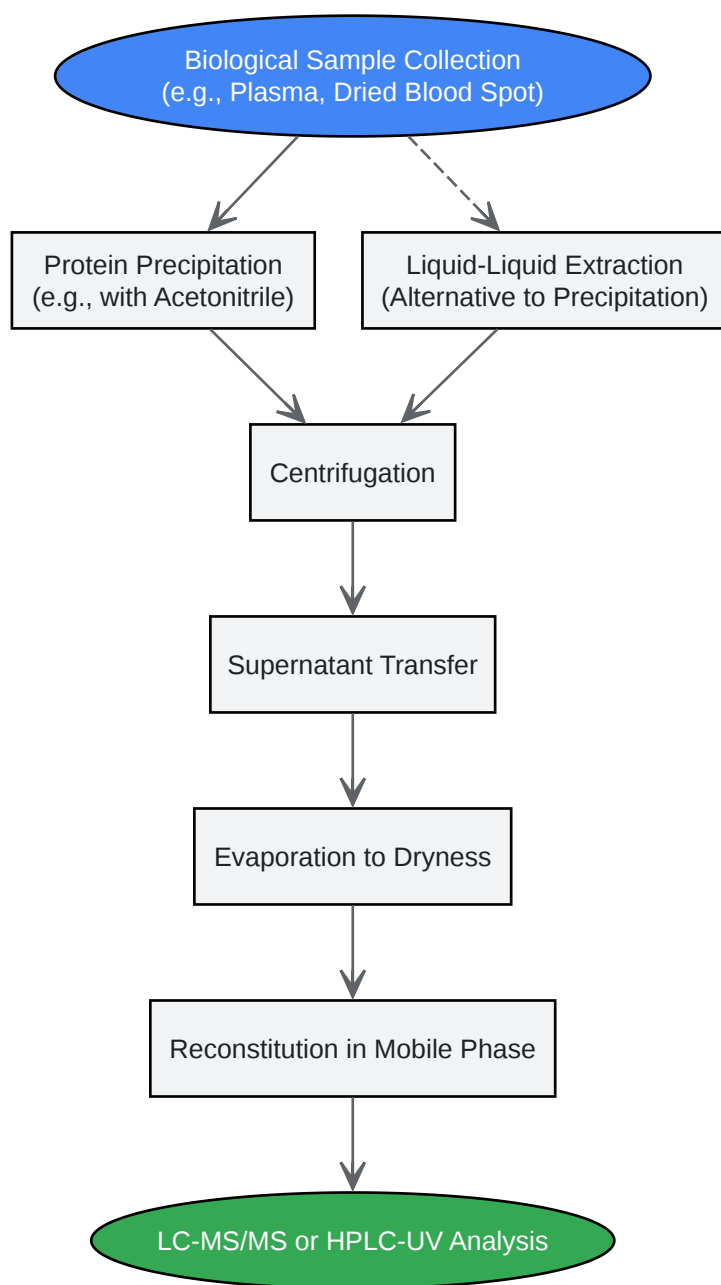 Biological Sample Collection
(e.g., Plasma, Dried Blood Spot)
Protein Precipitation
(e.g., with Acetonitrile)
Liquid-Liquid Extraction
(Alternative to Precipitation)
Centrifugation
Supernatant Transfer
Evaporation to Dryness
Reconstitution in Mobile Phase
LC-MS/MS or HPLC-UV Analysis